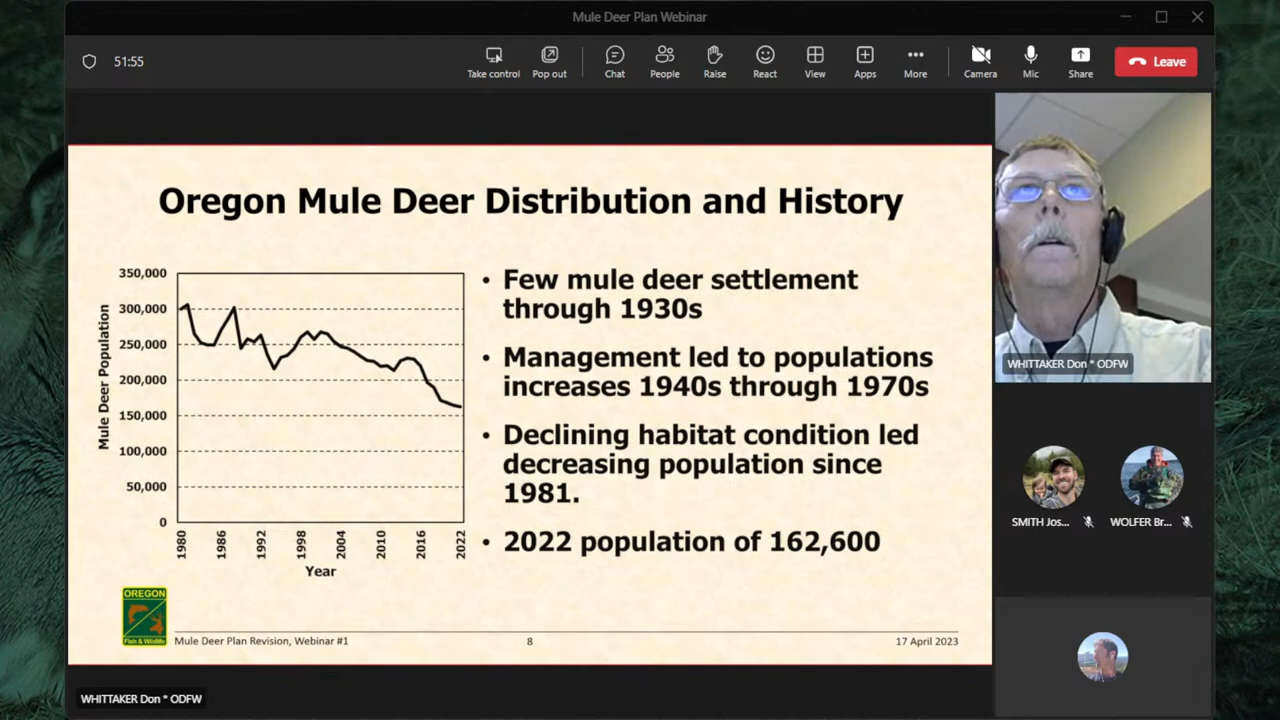 Mule Deer Plan Webinar
51:55
Take control
Pop out
Chat
People
Raise
React
View
Apps
More
Camera
Mic
Share
Leave
Oregon Mule Deer Distribution and History
350,000
300,000
250,000
200,000
150,000
100,000
50,000
0
Mule Deer Population
1980
1986
1992
1998
2004
2010
2016
2022
Year
• Few mule deer settlement
through 1930s
• Management led to populations
increases 1940s through 1970s
• Declining habitat condition led
decreasing population since
1981.
• 2022 population of 162,600
OREGON
Fish & Wildlife
Mule Deer Plan Revision, Webinar #1
8
17 April 2023
WHITTAKER Don * ODFW
WHITTAKER Don * ODFW
SMITH Jos...
WOLFER Br...